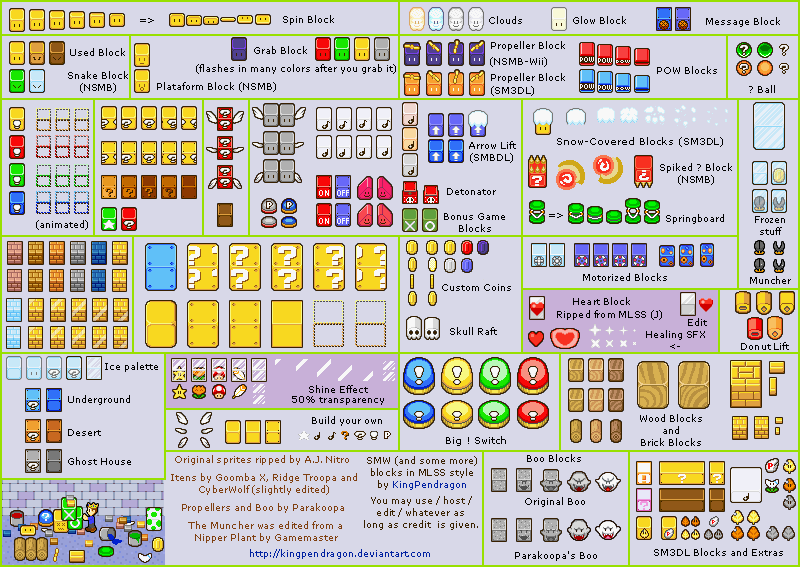 => Spin Block
Clouds
Glow Block
Message Block
Used Block
Snake Block
(NSMB)
Grab Block
(flashes in many colors after you grab it)
Plataform Block (NSMB)
Propeller Block
(NSMB-Wii)
Propeller Block
(SM3DL)
POW
POW
POW
POW
POW Blocks
? Ball
(animated)
ON OFF
ON OFF
P P
Arrow Lift
(SMBDL)
Detonator
Bonus Game
Blocks
Snow-Covered Blocks (SM3DL)
Spiked ? Block
(NSMB)
=> Springboard
Frozen
stuff
Muncher
Custom Coins
Skull Raft
Motorized Blocks
Heart Block
Ripped from MLSS (J)
Edit
Healing SFX
<-
Donut Lift
Ice palette
Underground
Desert
Ghost House
Shine Effect
50% transparency
Build your own
Big ! Switch
Wood Blocks
and
Brick Blocks
Original sprites ripped by A.J. Nitro
Itens by Goomba X, Ridge Troopa and
CyberWolf (slightly edited)
Propellers and Boo by Parakoopa
The Muncher was edited from a
Nipper Plant by Gamemaster
http://kingpendragon.deviantart.com
SMW (and some more)
blocks in MLSS style
by KingPendragon
You may use / host /
edit / whatever as
long as credit is given.
Boo Blocks
Original Boo
Parakoopa's Boo
SM3DL Blocks and Extras